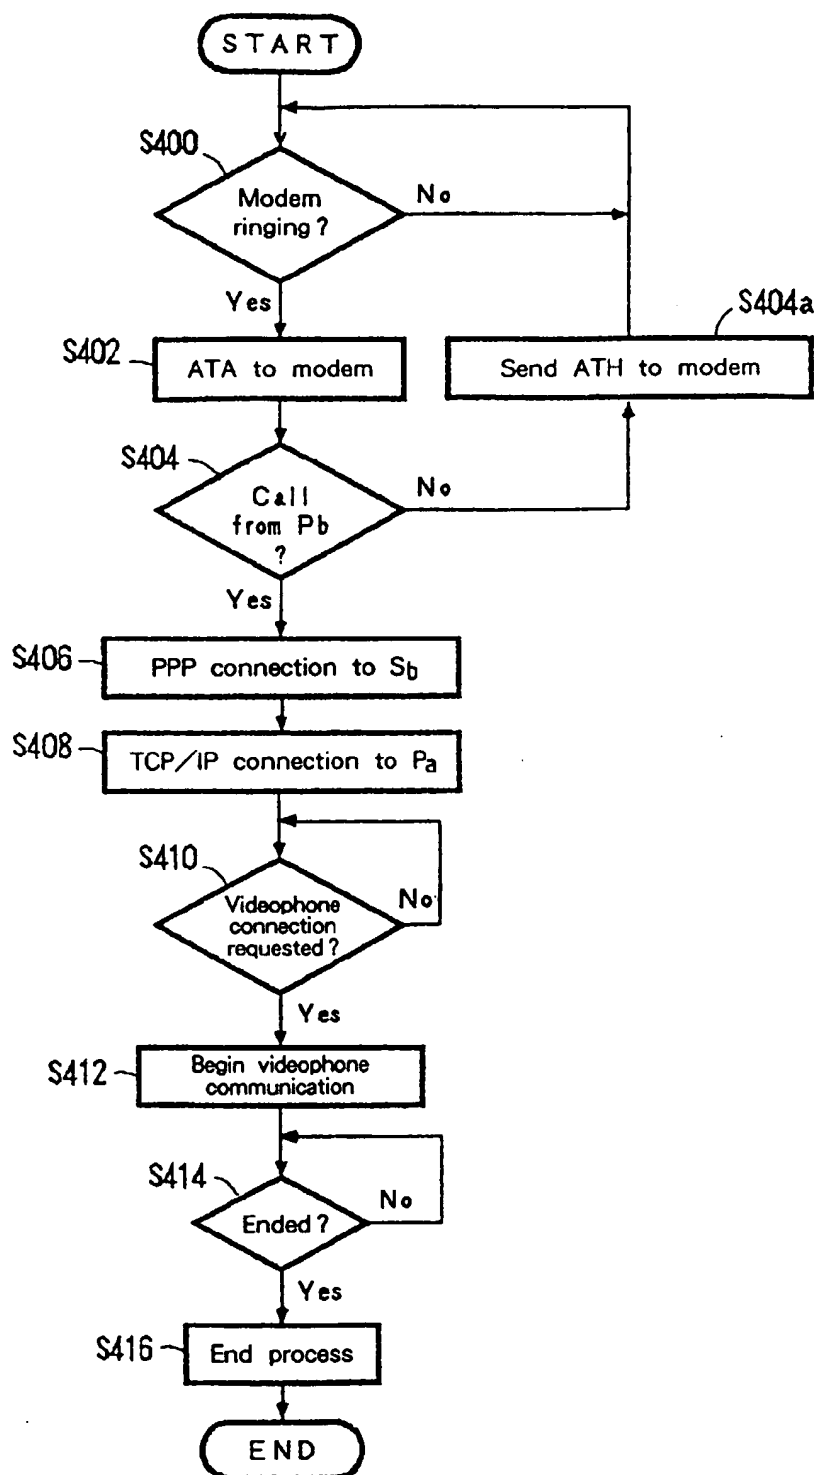 START
S400
Modem
ringing?
No
Yes
S404a
S402
ATA to modem
Send ATH to modem
S404
Call
from Pb
?
No
Yes
S406
PPP connection to Sb
S408
TCP/IP connection to Pa
S410
Videophone
connection
requested?
No
Yes
S412
Begin videophone
communication
S414
Ended?
No
Yes
S416
End process
END